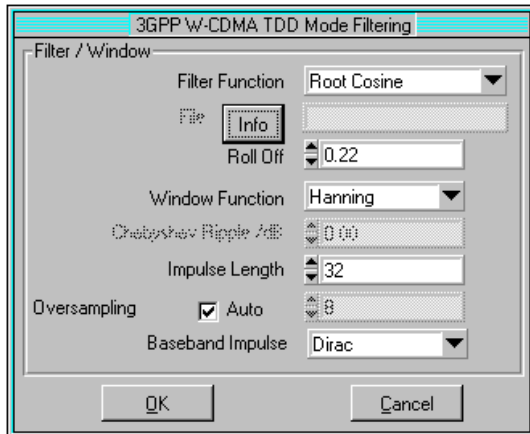 3GPP W-CDMA TDD Mode Filtering
Filter / Window
Filter Function Root Cosine
File Info
Roll Off 0.22
Window Function Hanning
Chebyshev Ripple /dB 0.00
Impulse Length 32
Oversampling Auto 8
Baseband Impulse Dirac
OK Cancel